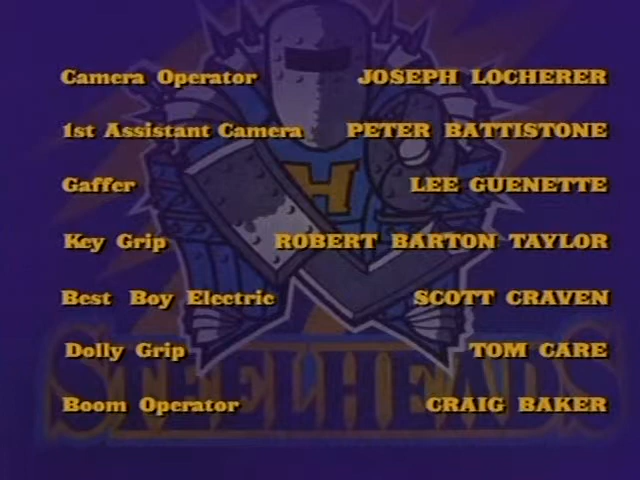 Camera Operator JOSEPH LOCHERER
1st Assistant Camera PETER BATTISTONE
Gaffer LEE GUENETTE
Key Grip ROBERT BARTON TAYLOR
Best Boy Electric SCOTT CRAVEN
Dolly Grip TOM CARE
Boom Operator CRAIG BAKER
H
STEELHEADS